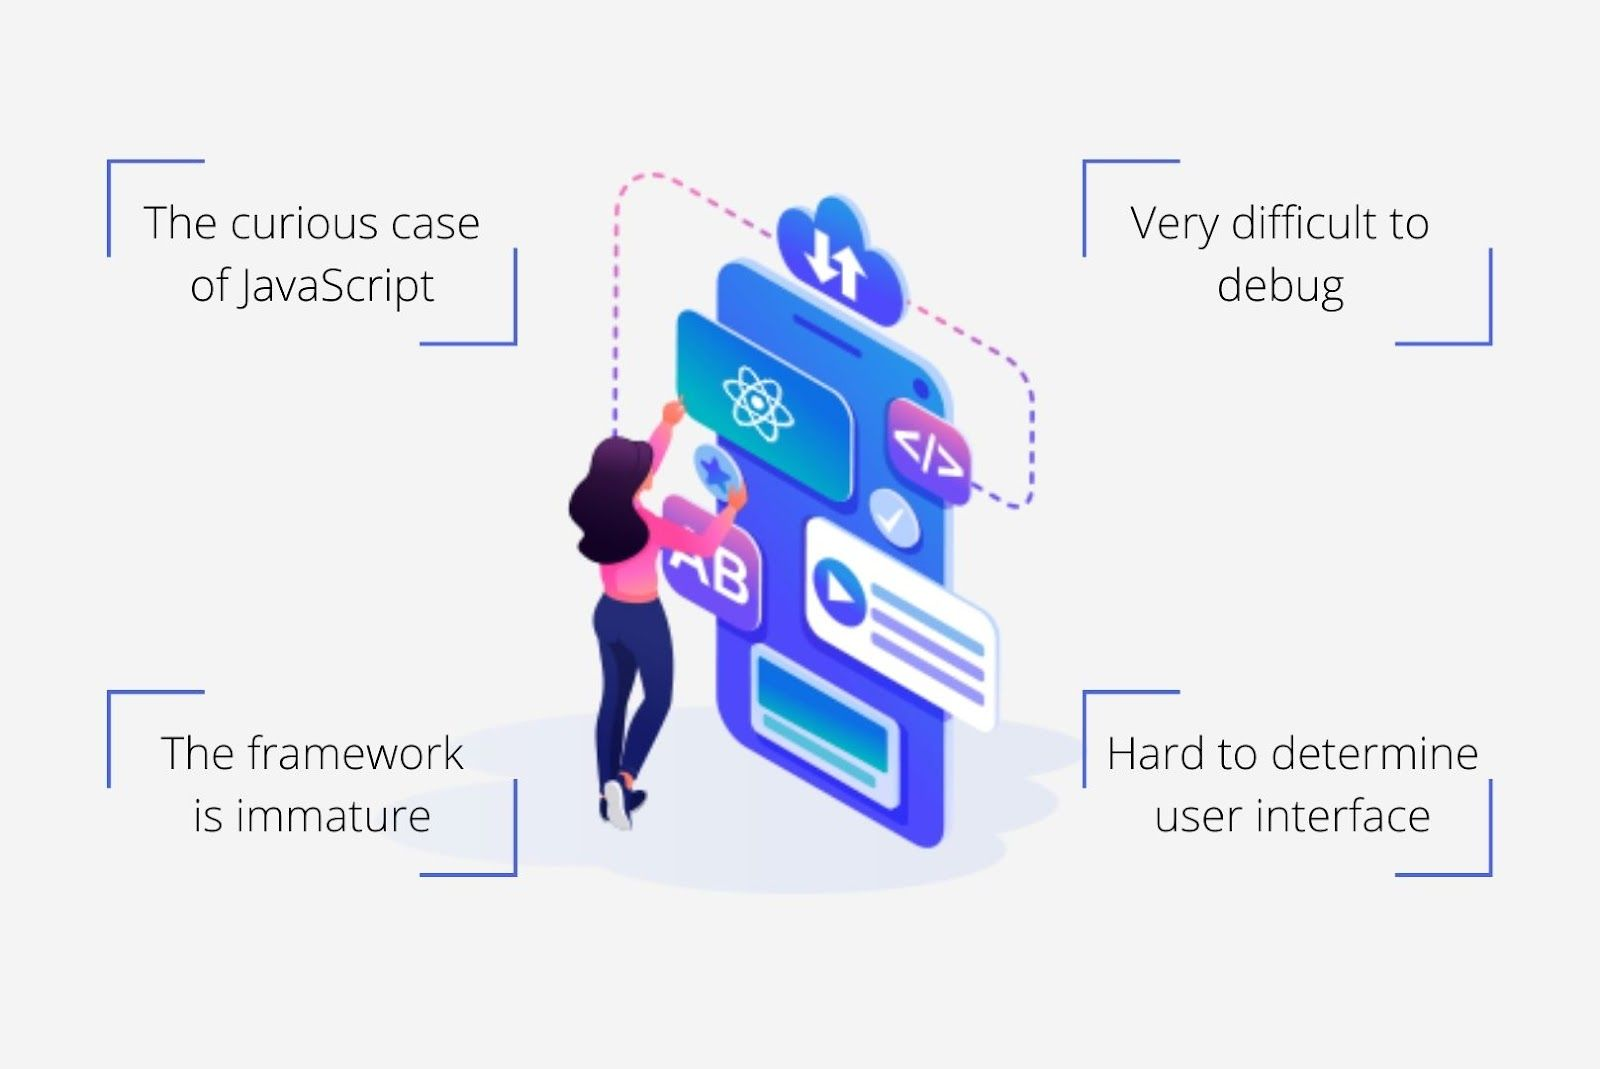 The curious case
of JavaScript
Very difficult to
debug
</>
AB
The framework
is immature
Hard to determine
user interface